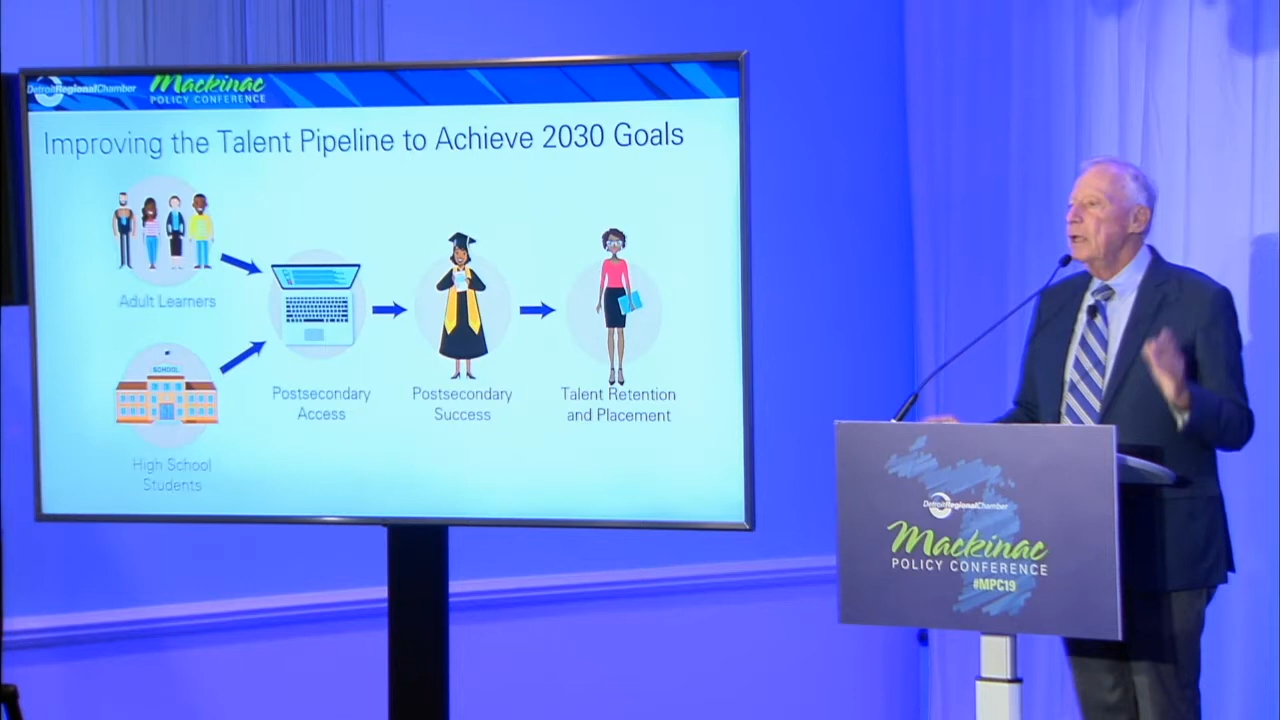 DetroitRegionalChamber
Mackinac
POLICY CONFERENCE
Improving the Talent Pipeline to Achieve 2030 Goals
Adult Learners
SCHOOL
High School
Students
Postsecondary
Access
Postsecondary
Success
Talent Retention
and Placement
DetroitRegionalChamber
Mackinac
POLICY CONFERENCE
#MPC19